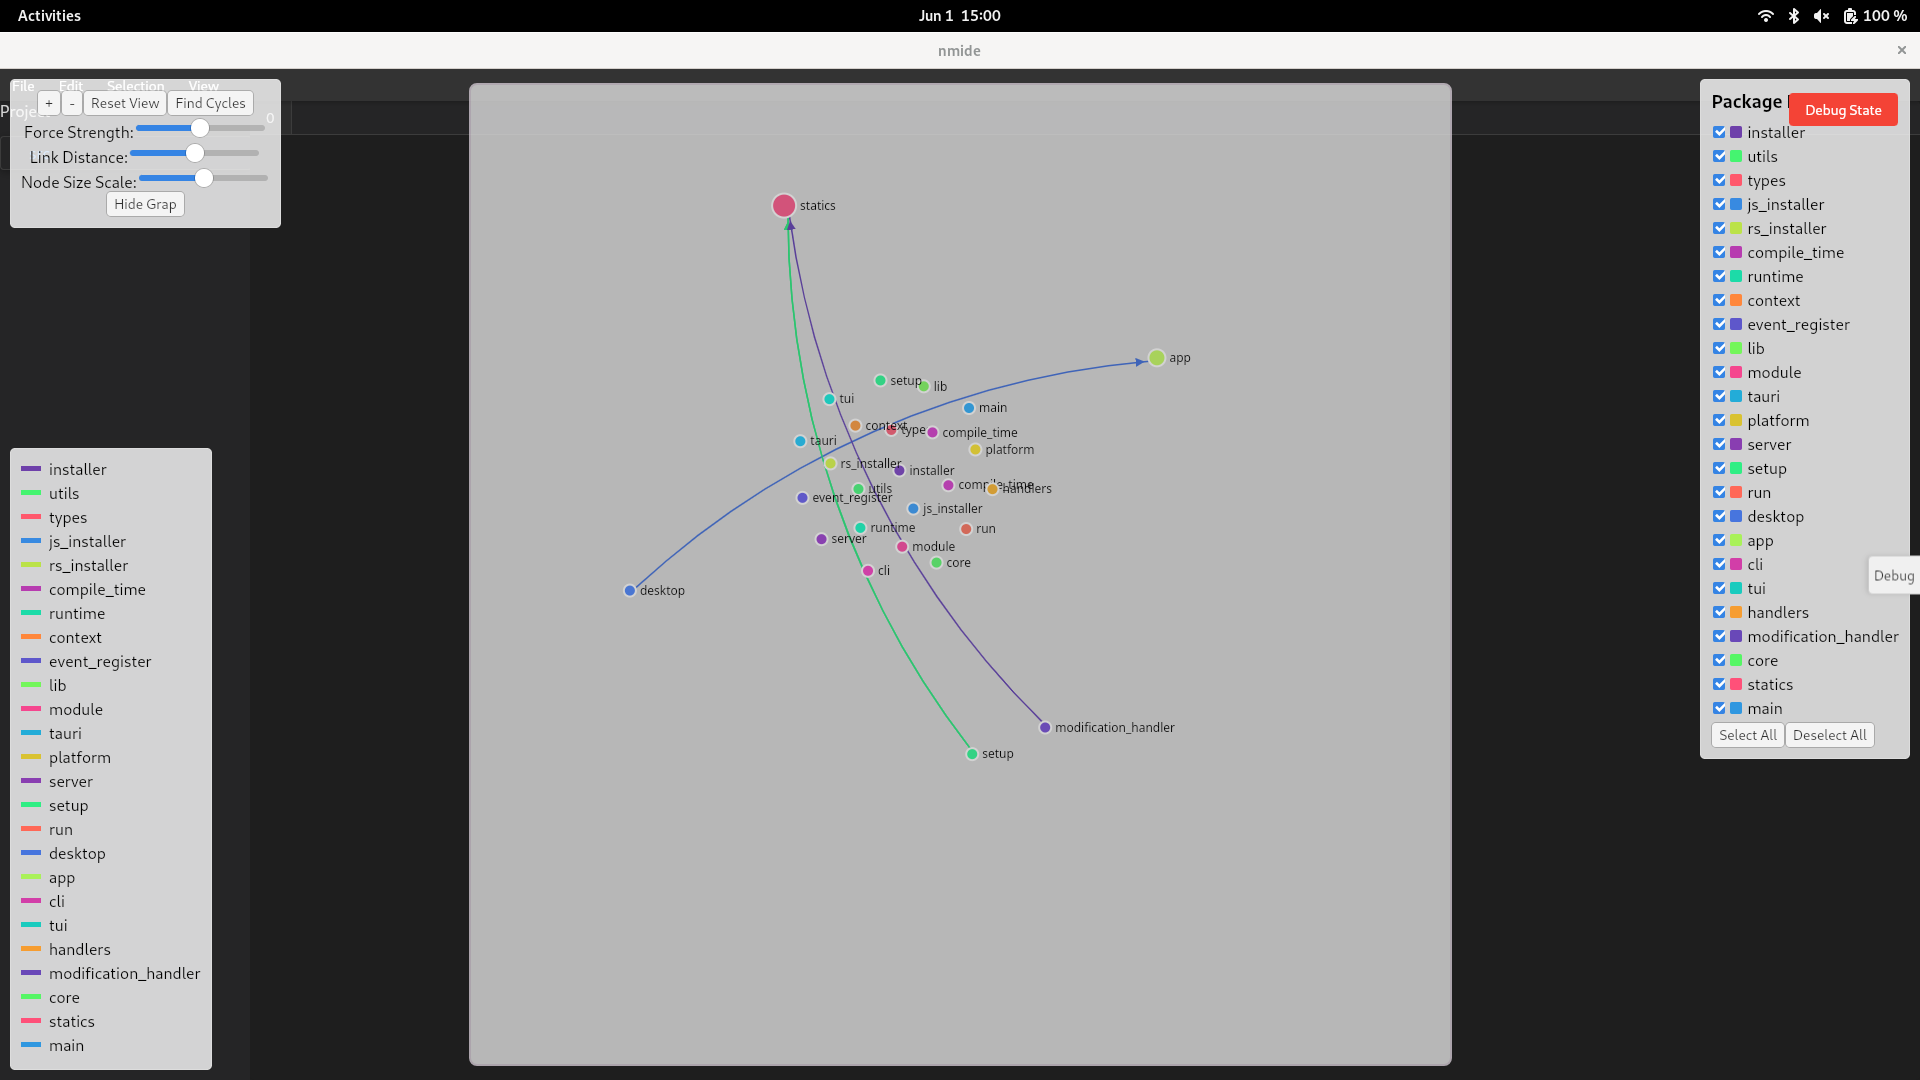 Activities
Jun 1 15:00
100 %
nmide
File Edit Selection View
+ - Reset View Find Cycles
0
Force Strength:
Link Distance:
Node Size Scale:
Hide Grap
installer
utils
types
js_installer
rs_installer
compile_time
runtime
context
event_register
lib
module
tauri
platform
server
setup
run
desktop
app
cli
tui
handlers
modification_handler
core
statics
main
statics
app
setup
lib
tui
main
context
type
compile_time
tauri
platform
rs_installer
installer
utils
compile_time
handlers
event_register
js_installer
runtime
run
server
module
core
cli
desktop
modification_handler
setup
Package
Debug State
installer
utils
types
js_installer
rs_installer
compile_time
runtime
context
event_register
lib
module
tauri
platform
server
setup
run
desktop
app
cli
tui
handlers
modification_handler
core
statics
main
Select All Deselect All
Debug